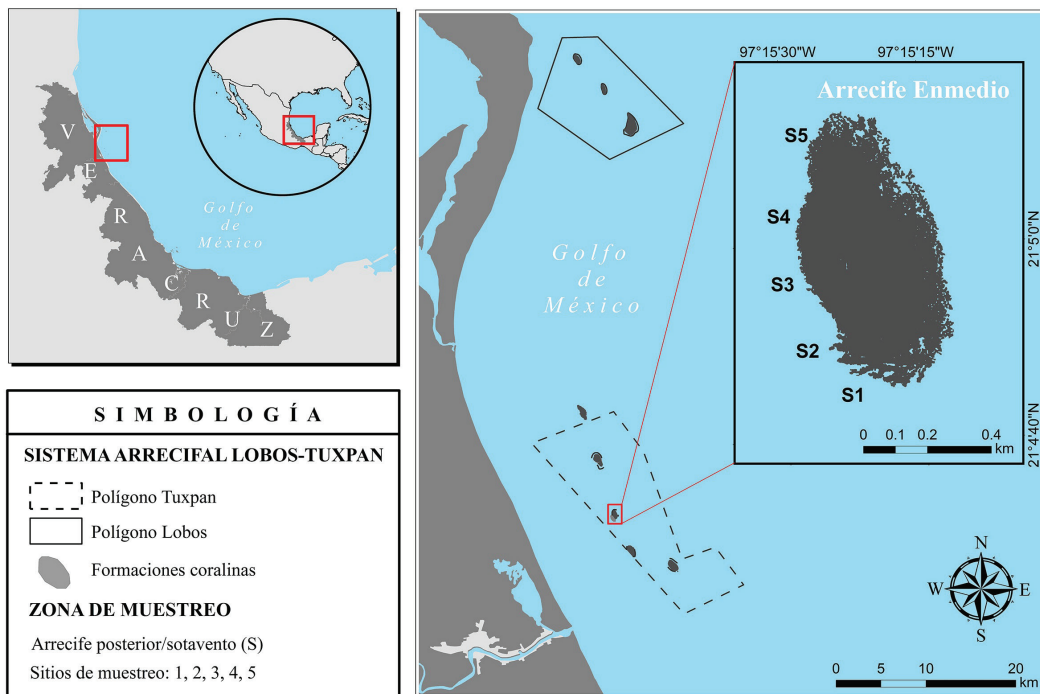 V
E
R
A
C
R
U
Z
Golfo
de
México
SIMBOLOGÍA
SISTEMA ARRECIFAL LOBOS-TUXPAN
Polígono Tuxpan
Polígono Lobos
Formaciones coralinas
ZONA DE MUESTREO
Arrecife posterior/sotavento (S)
Sitios de muestreo: 1, 2, 3, 4, 5
Golfo
de
México
97°15'30"W 97°15'15"W
Arrecife Enmedio
S5
S4
S3
S2
S1
21°5'0"N
21°4'40"N
0 0.1 0.2 0.4
km
N
W E
S
0 5 10 20
km